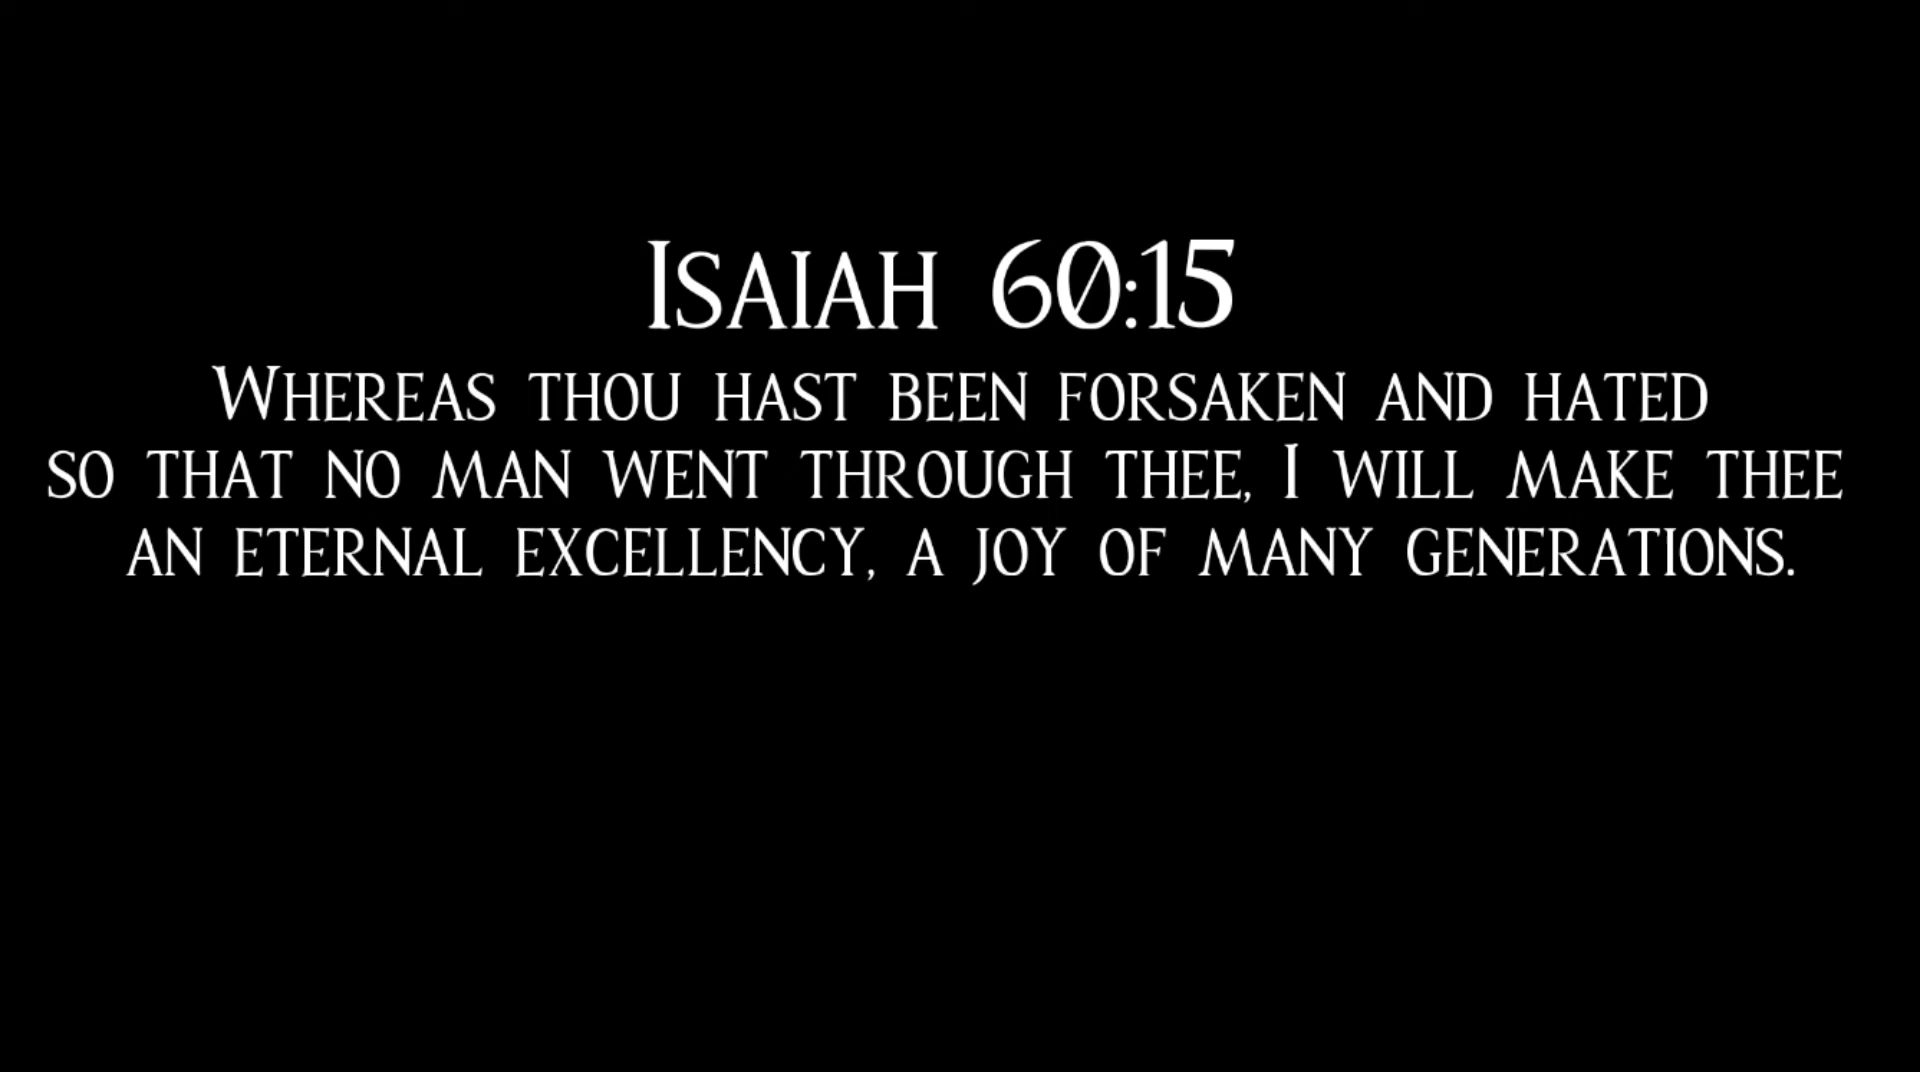 Isaiah 60:15
Whereas thou hast been forsaken and hated
so that no man went through thee, I will make thee
an eternal excellency, a joy of many generations.